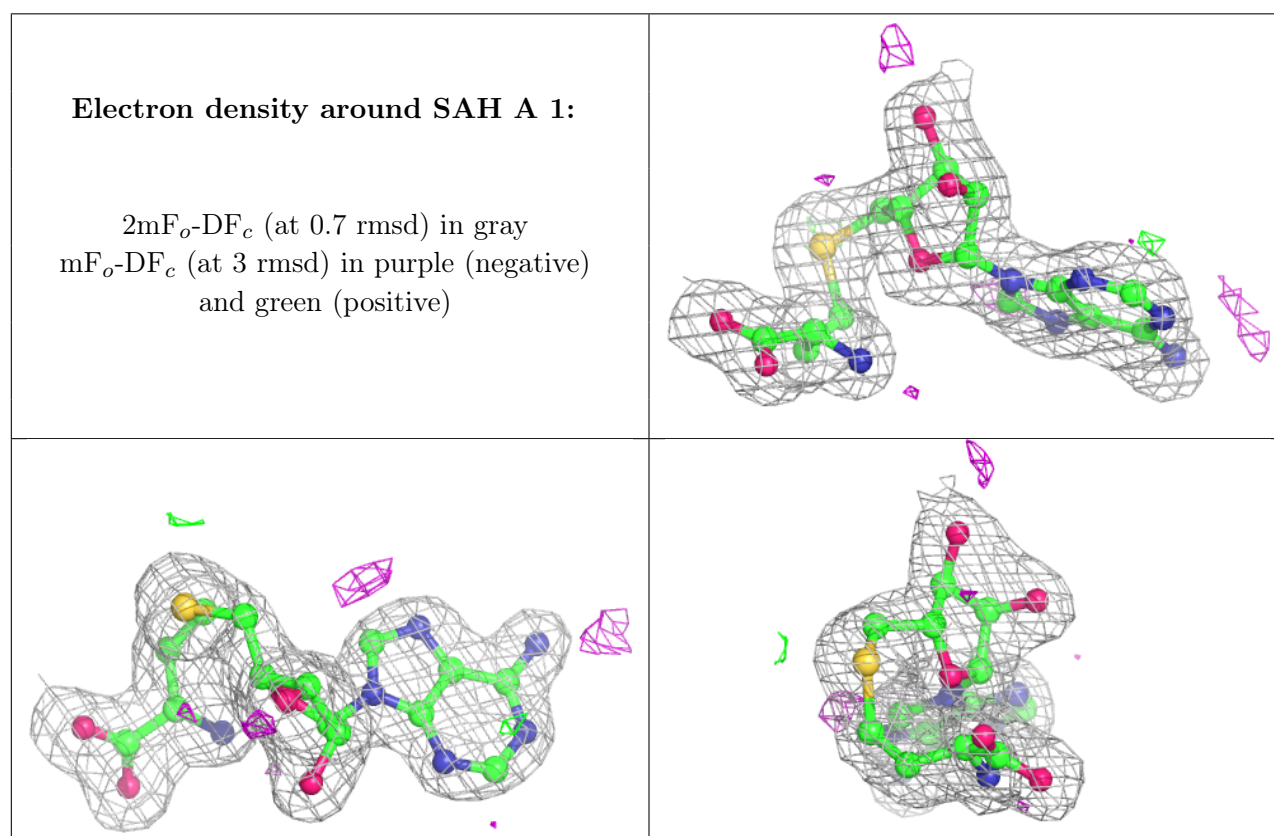 Electron density around SAH A 1:
2mFo-DFc (at 0.7 rmsd) in gray
mFo-DFc (at 3 rmsd) in purple (negative)
and green (positive)